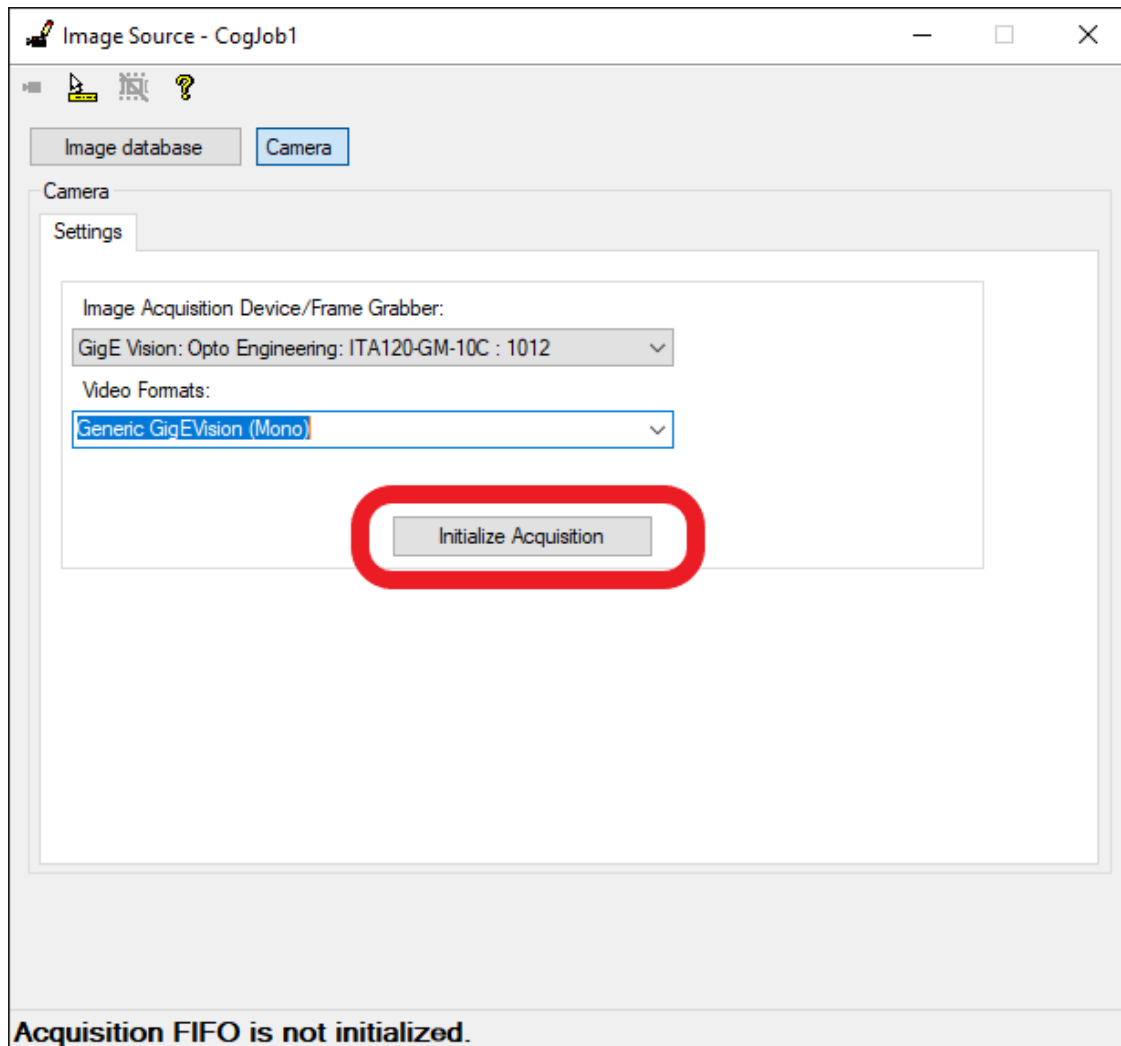 Image Source - CogJob1
Image database
Camera
Camera
Settings
Image Acquisition Device/Frame Grabber:
GigE Vision: Opto Engineering: ITA120-GM-10C : 1012
Video Formats:
Generic GigEVision (Mono)
Initialize Acquisition
Acquisition FIFO is not initialized.